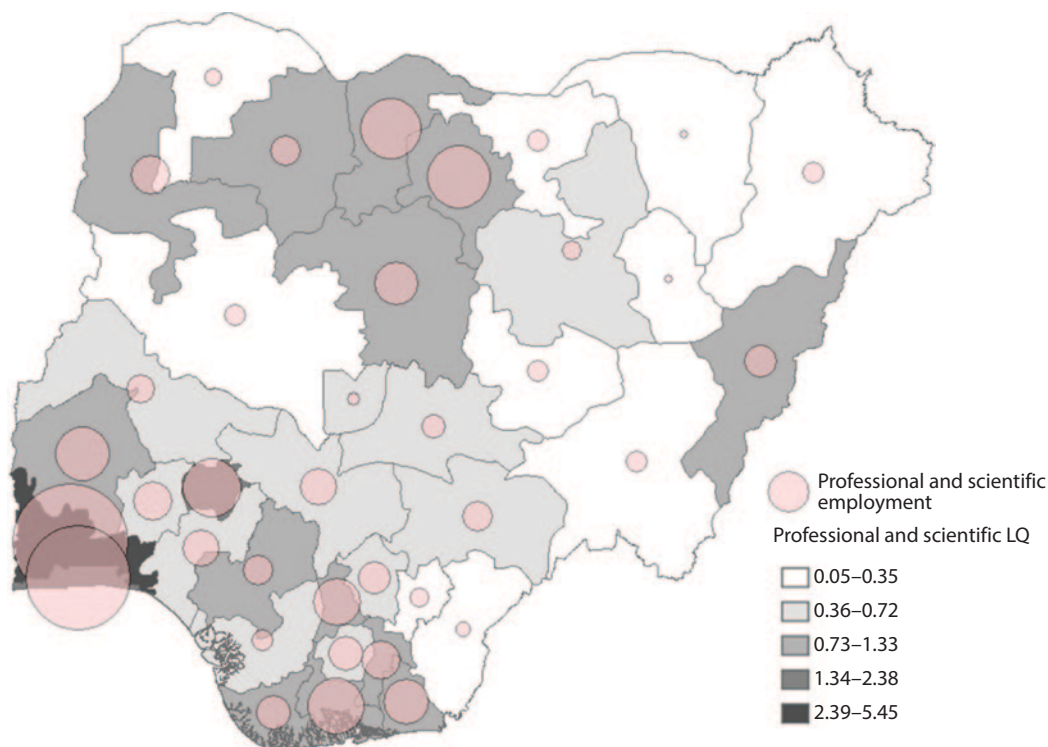 Professional and scientific
employment
Professional and scientific LQ
0.05–0.35
0.36–0.72
0.73–1.33
1.34–2.38
2.39–5.45